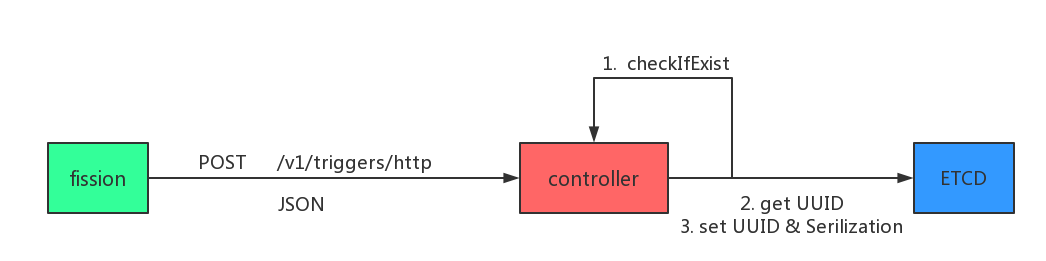 1. checkIfExist
fission
POST /v1/triggers/http
JSON
controller
ETCD
2. get UUID
3. set UUID & Serilization